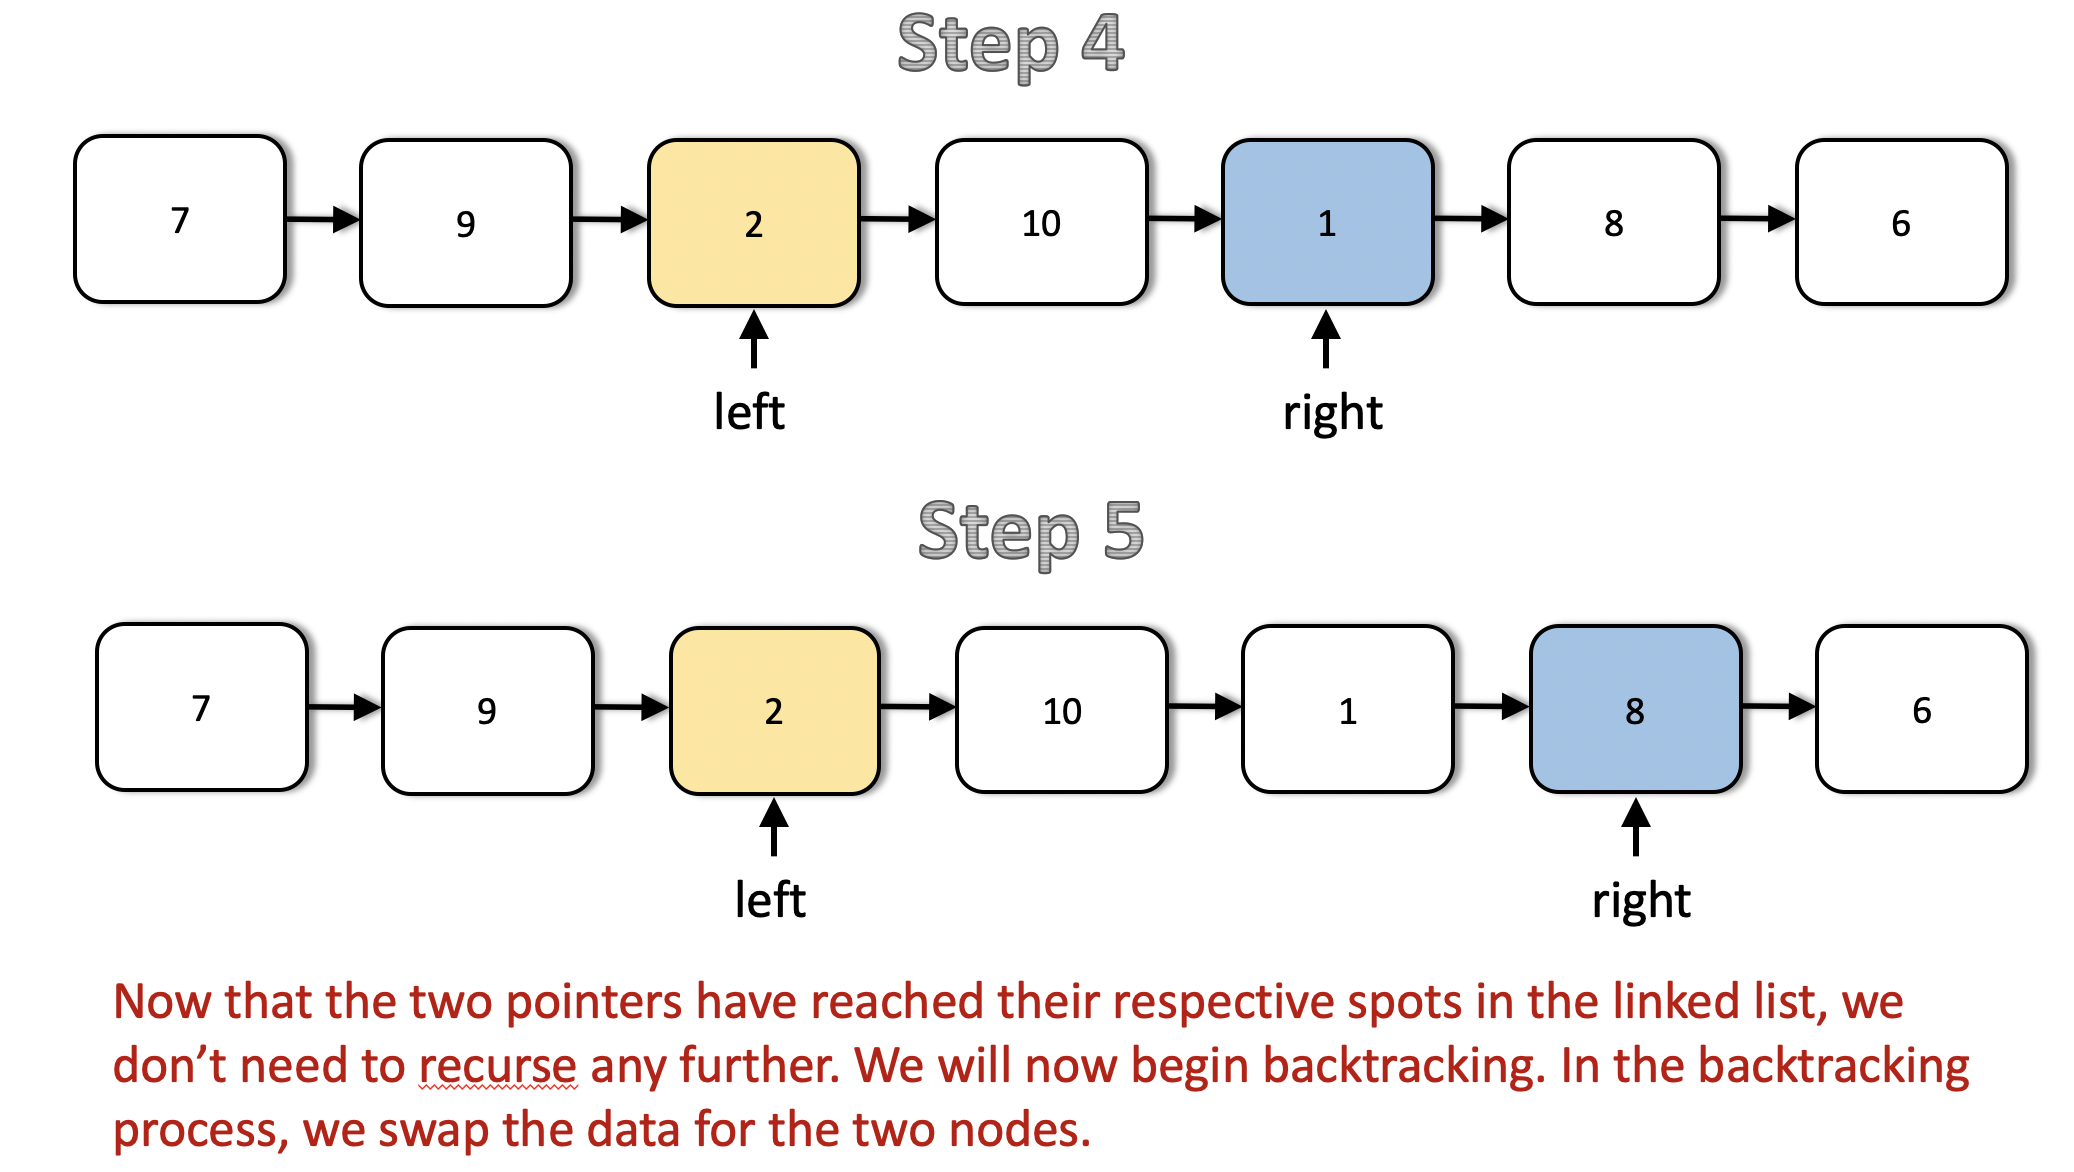 Step 4
7 9 2 10 1 8 6
left right
Step 5
7 9 2 10 1 8 6
left right
Now that the two pointers have reached their respective spots in the linked list, we
don’t need to recurse any further. We will now begin backtracking. In the backtracking
process, we swap the data for the two nodes.